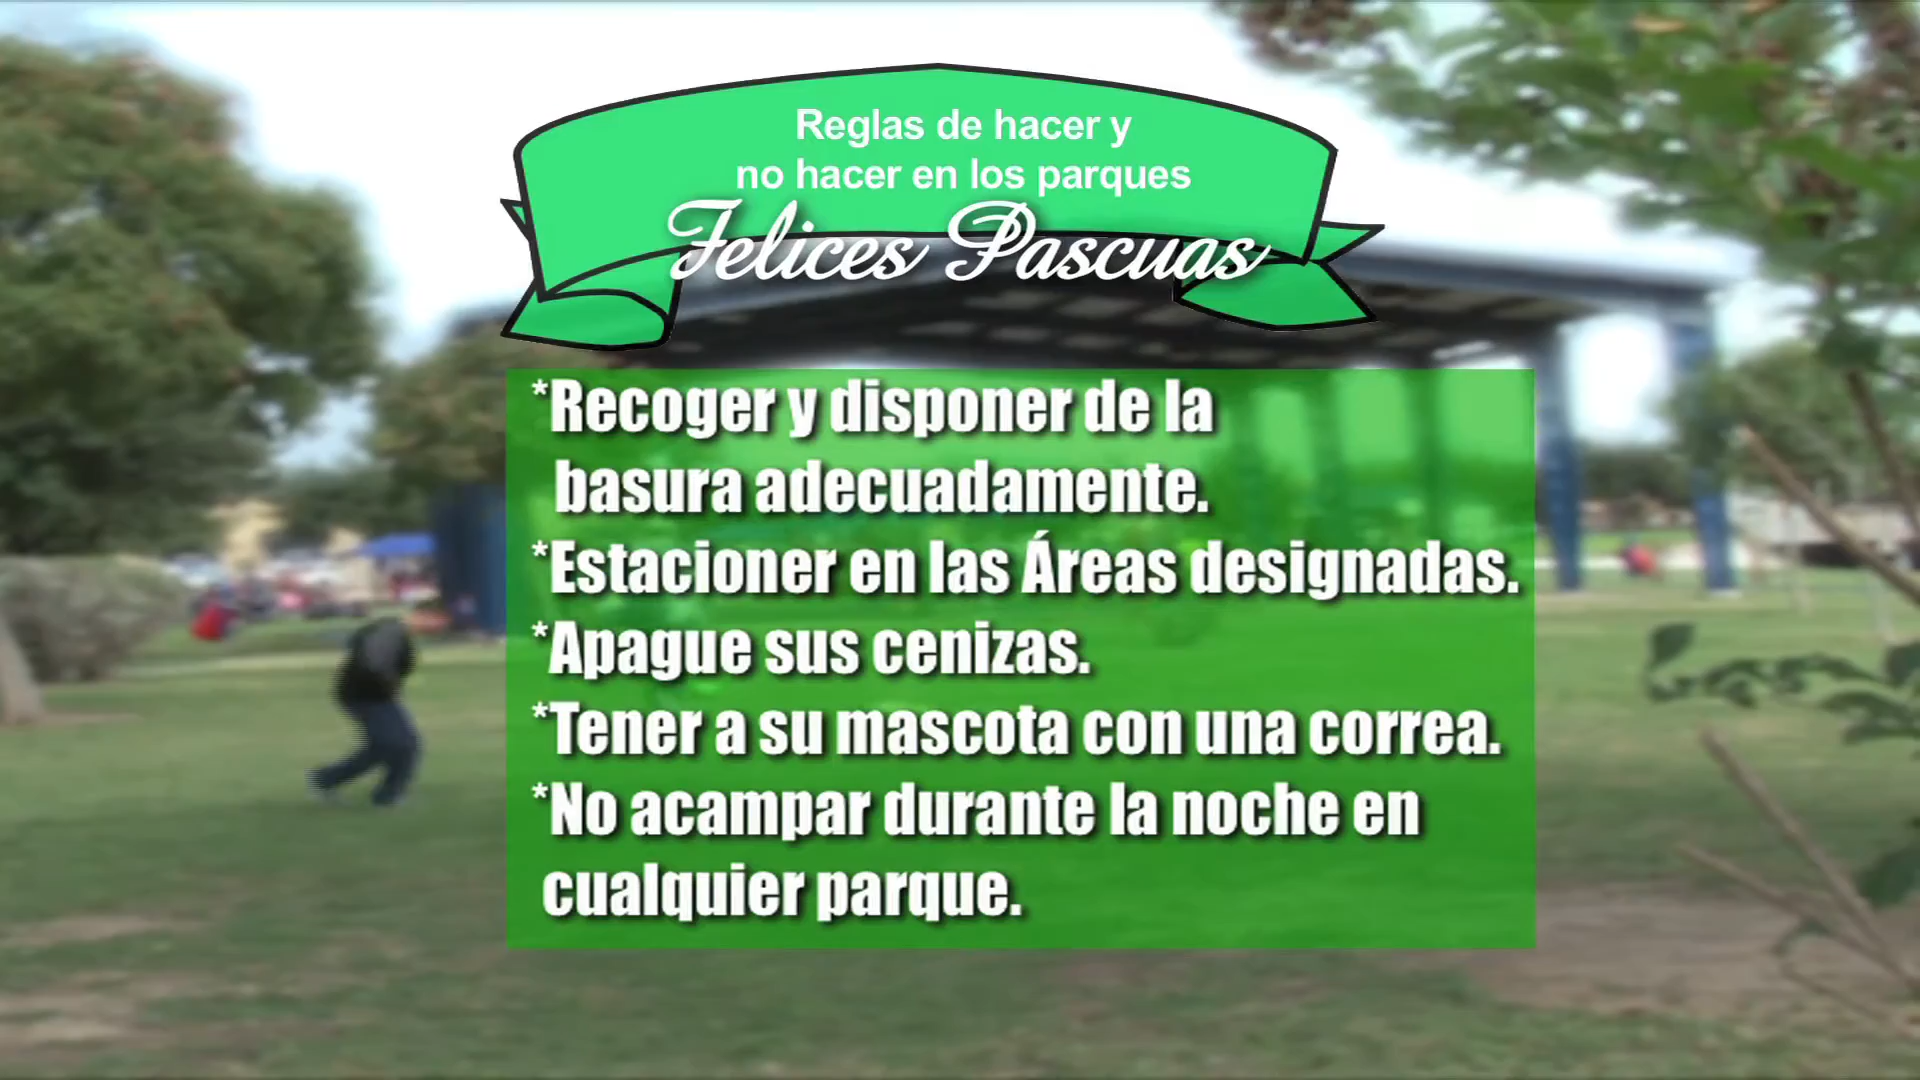 Reglas de hacer y
no hacer en los parques
Felices Pascuas
*Recoger y disponer de la
basura adecuadamente.
*Estacioner en las Áreas designadas.
*Apague sus cenizas.
*Tener a su mascota con una correa.
*No acampar durante la noche en
cualquier parque.